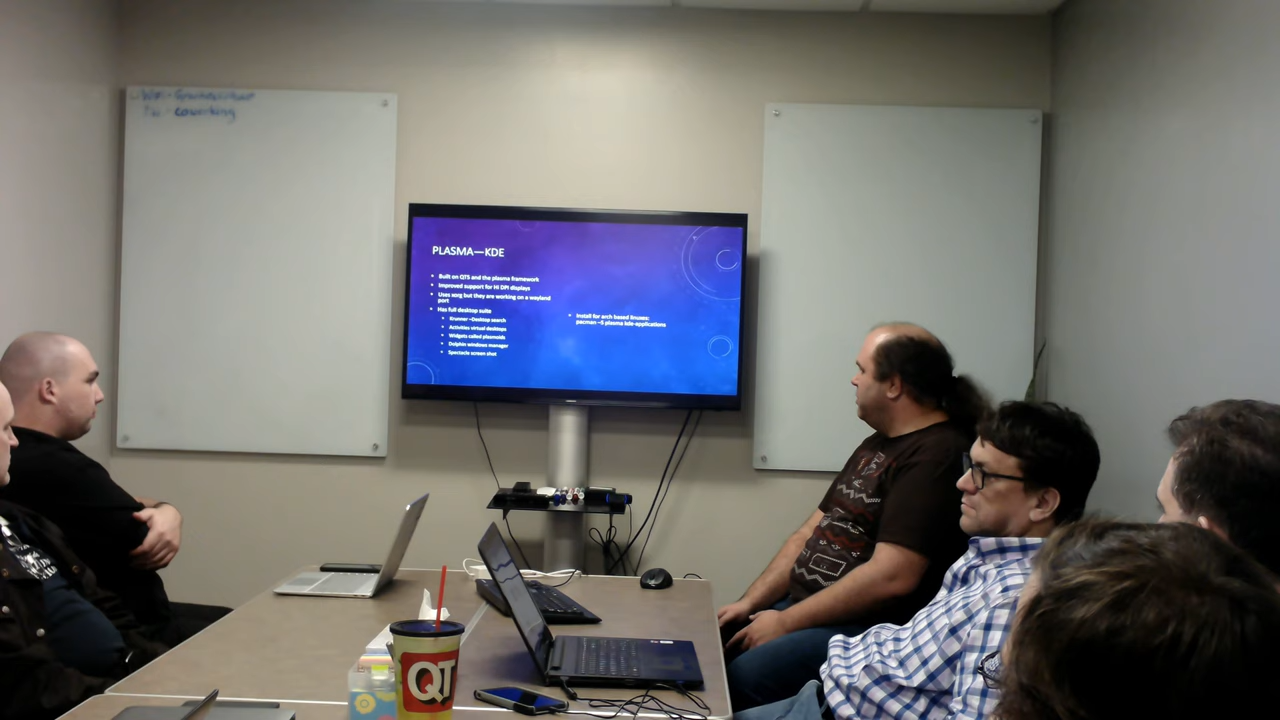 coworking
PLASMA—KDE
• Built on QT5 and the plasma framework
• Improved support for Hi DPI displays
• Uses xorg but they are working on a wayland
port
• Has full desktop suite
• Krunner –Desktop search
• Activities virtual desktops
• Widgets called plasmoids
• Dolphin windows manager
• Spectacle screen shot
• Install for arch based linuxes:
pacman –S plasma kde-applications
QT